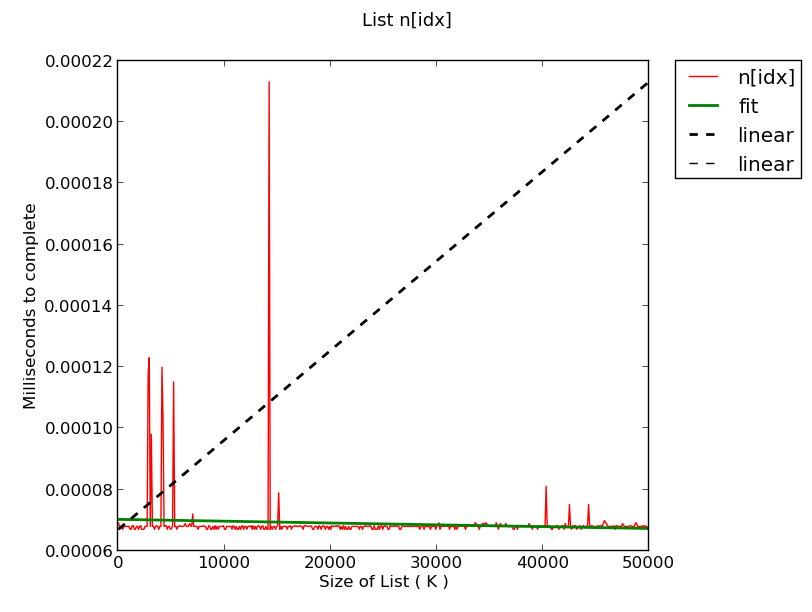 List n[idx]
0.00022
0.00020
0.00018
0.00016
0.00014
0.00012
0.00010
0.00008
0.00006
Milliseconds to complete
0 10000 20000 30000 40000 50000
Size of List ( K )
n[idx]
fit
linear
linear